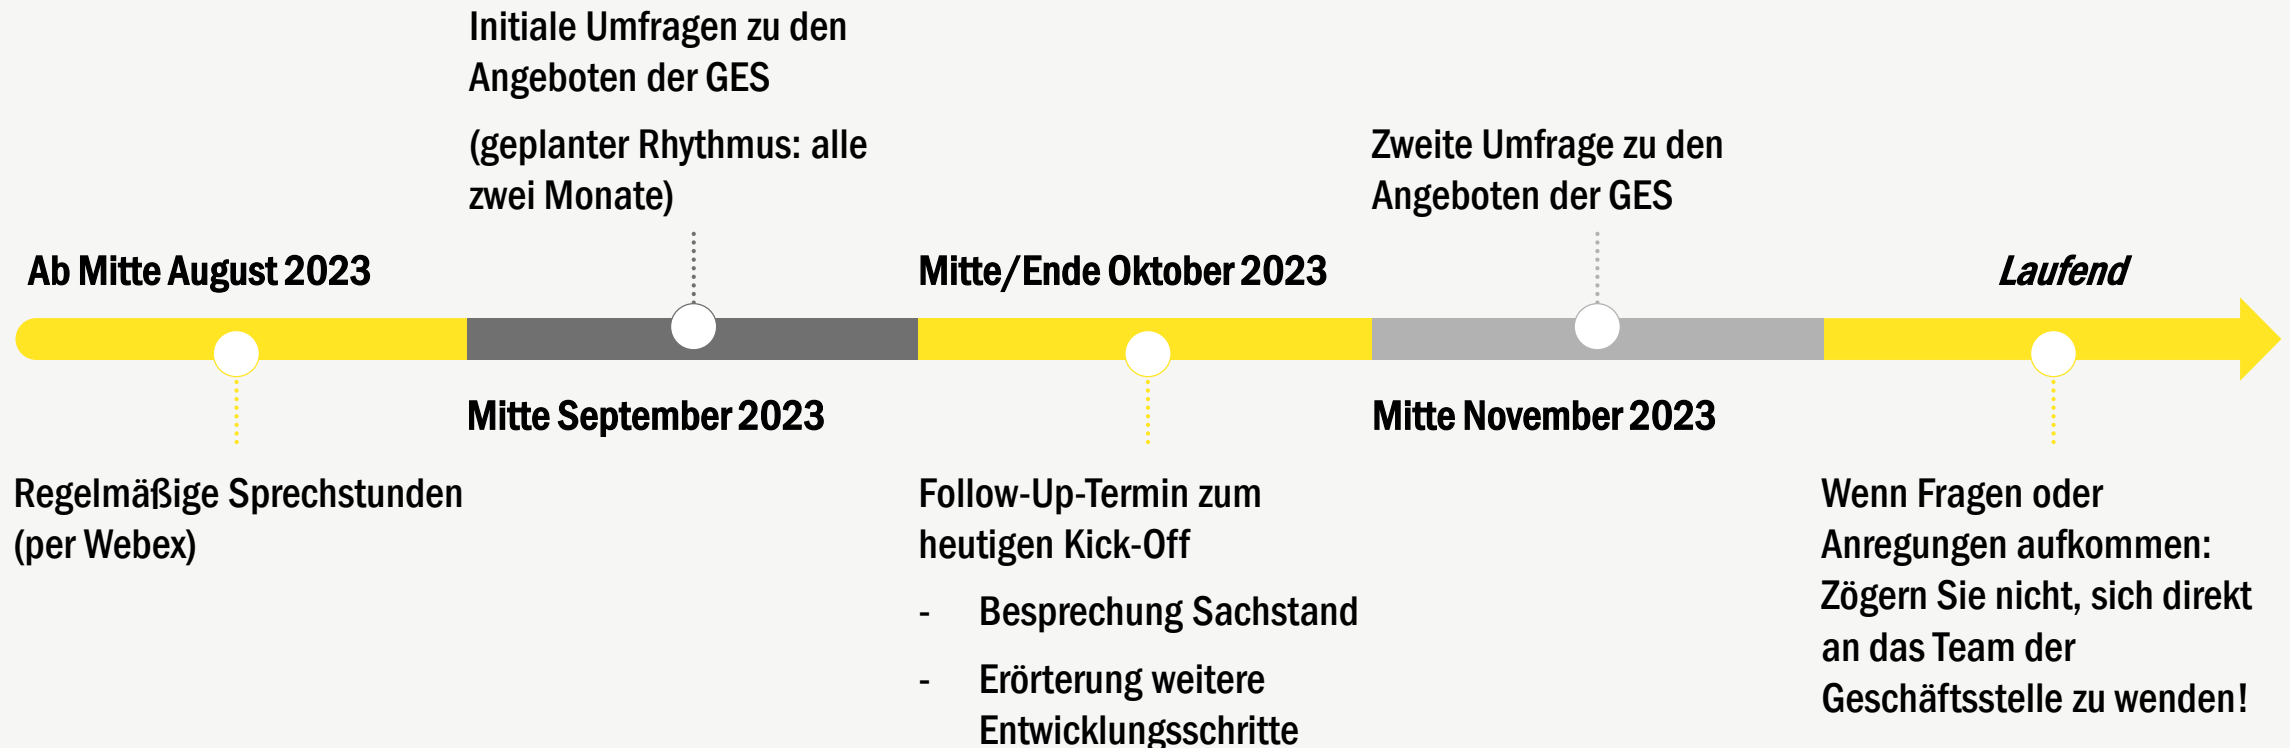 Initiale Umfragen zu den
Angeboten der GES
(geplanter Rhythmus: alle
zwei Monate)
Zweite Umfrage zu den
Angeboten der GES
Ab Mitte August 2023
Mitte/Ende Oktober 2023
Laufend
Mitte September 2023
Mitte November 2023
Regelmäßige Sprechstunden
(per Webex)
Follow-Up-Termin zum
heutigen Kick-Off
- Besprechung Sachstand
- Erörterung weitere
Entwicklungsschritte
Wenn Fragen oder
Anregungen aufkommen:
Zögern Sie nicht, sich direkt
an das Team der
Geschäftsstelle zu wenden!